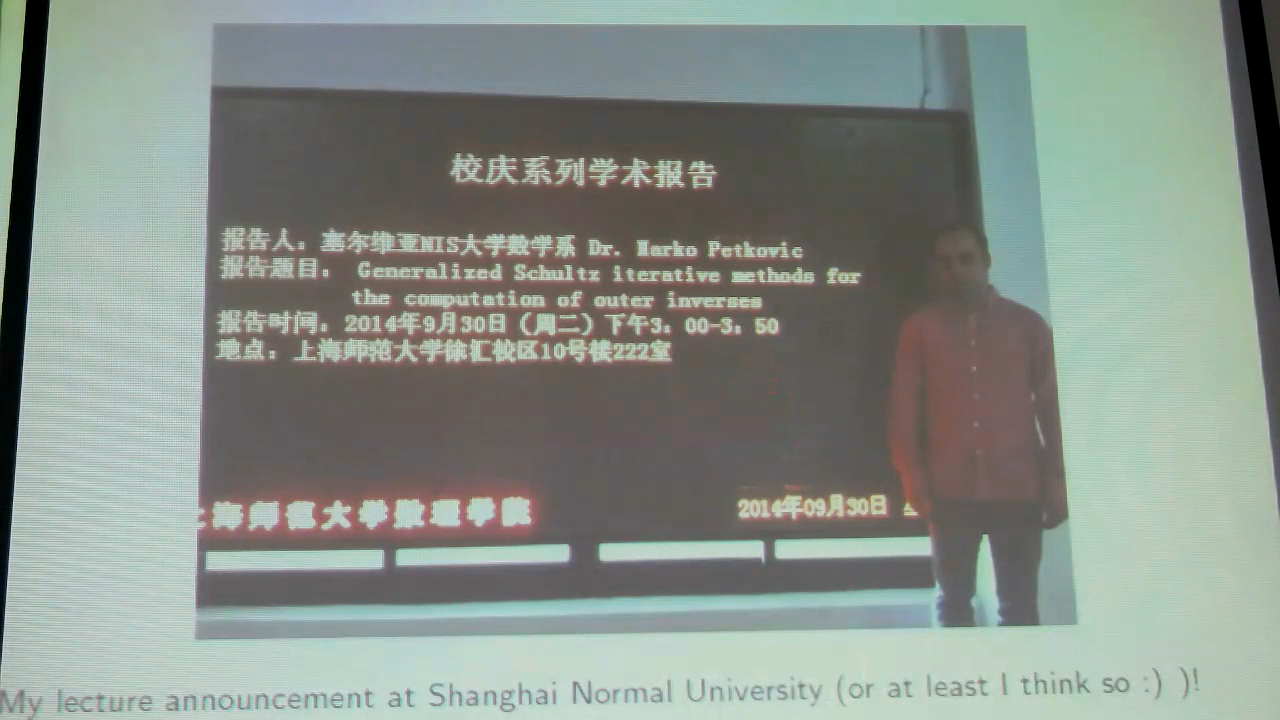 校庆系列学术报告
报告人：塞尔维亚NIS大学数学系 Dr. Marko Petkovic
报告题目： Generalized Schultz iterative methods for
the computation of outer inverses
报告时间：2014年9月30日（周二）下午3：00-3：50
地点：上海师范大学徐汇校区10号楼222室
上海师范大学数理学院
2014年09月30日
My lecture announcement at Shanghai Normal University (or at least I think so :) )!